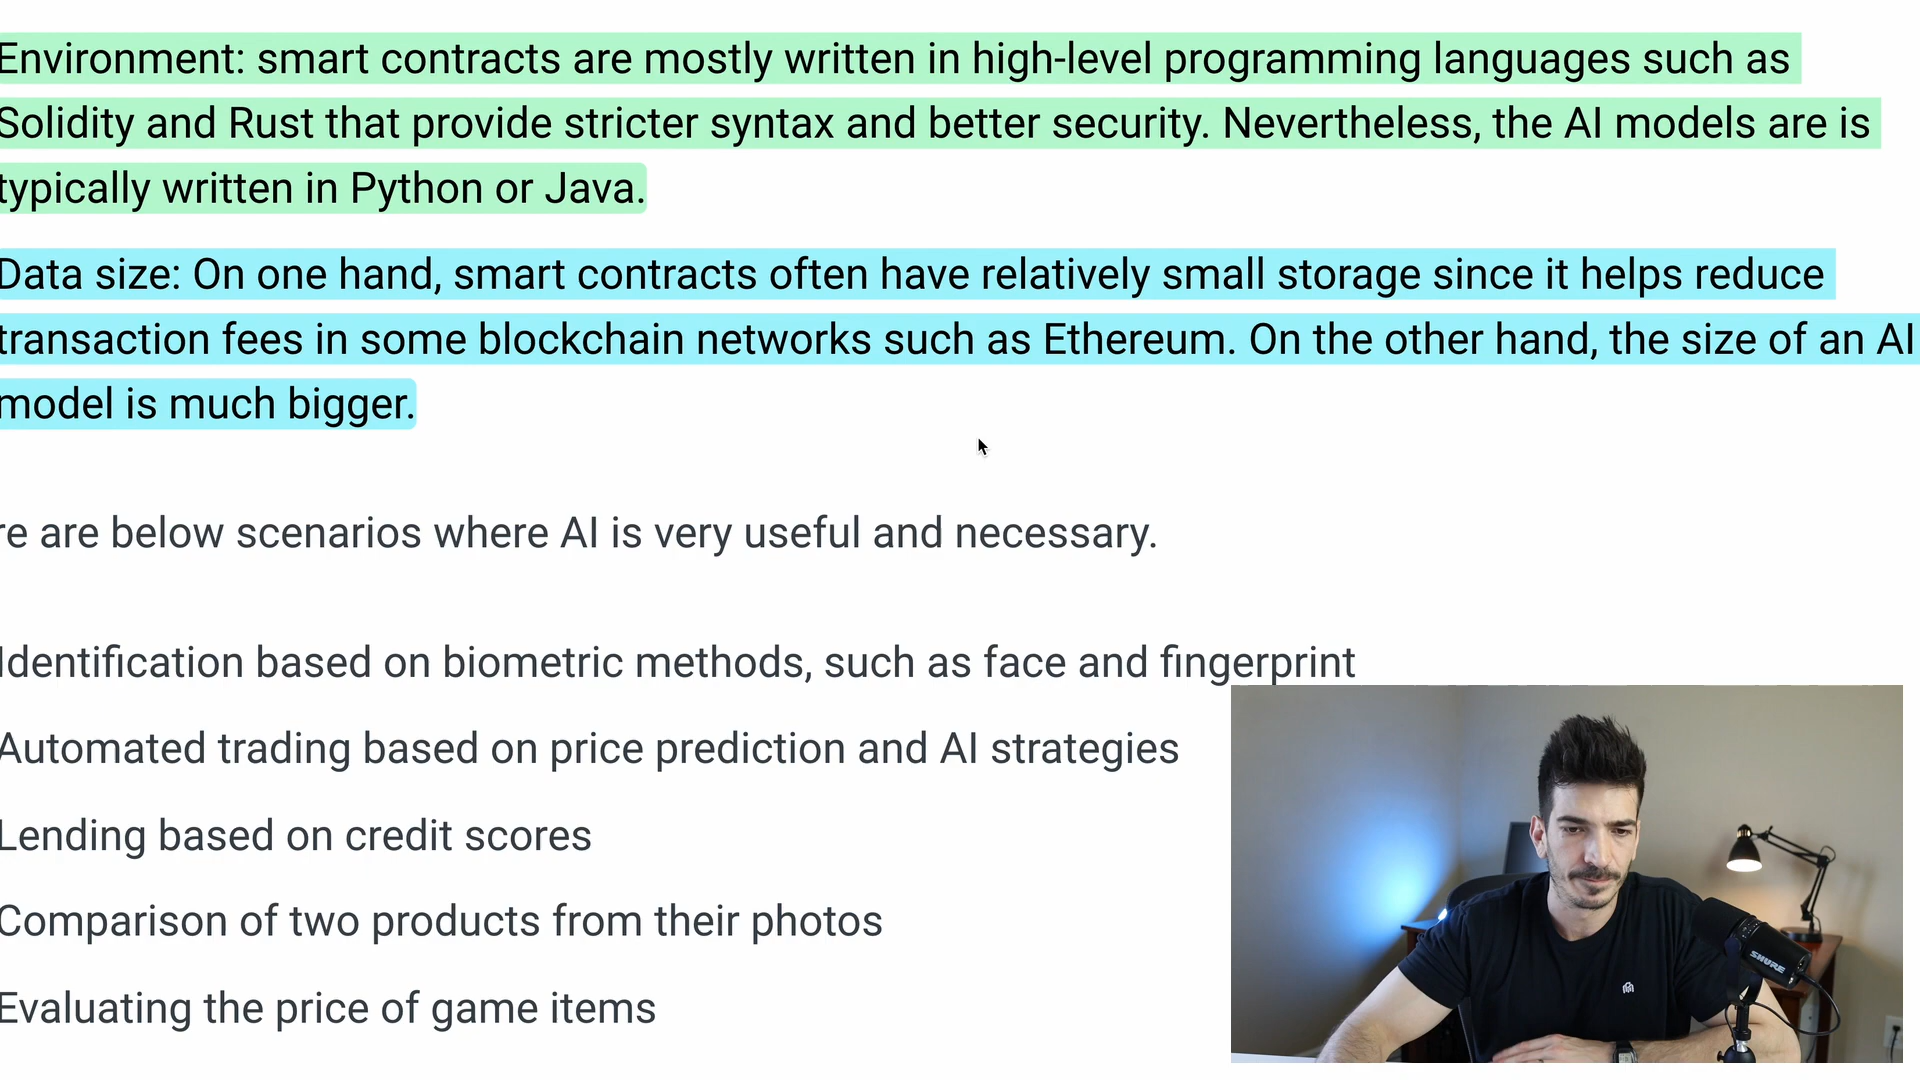 Environment: smart contracts are mostly written in high-level programming languages such as
Solidity and Rust that provide stricter syntax and better security. Nevertheless, the AI models are is
typically written in Python or Java.
Data size: On one hand, smart contracts often have relatively small storage since it helps reduce
transaction fees in some blockchain networks such as Ethereum. On the other hand, the size of an AI
model is much bigger.
re are below scenarios where AI is very useful and necessary.
Identification based on biometric methods, such as face and fingerprint
Automated trading based on price prediction and AI strategies
Lending based on credit scores
Comparison of two products from their photos
Evaluating the price of game items
SHURE